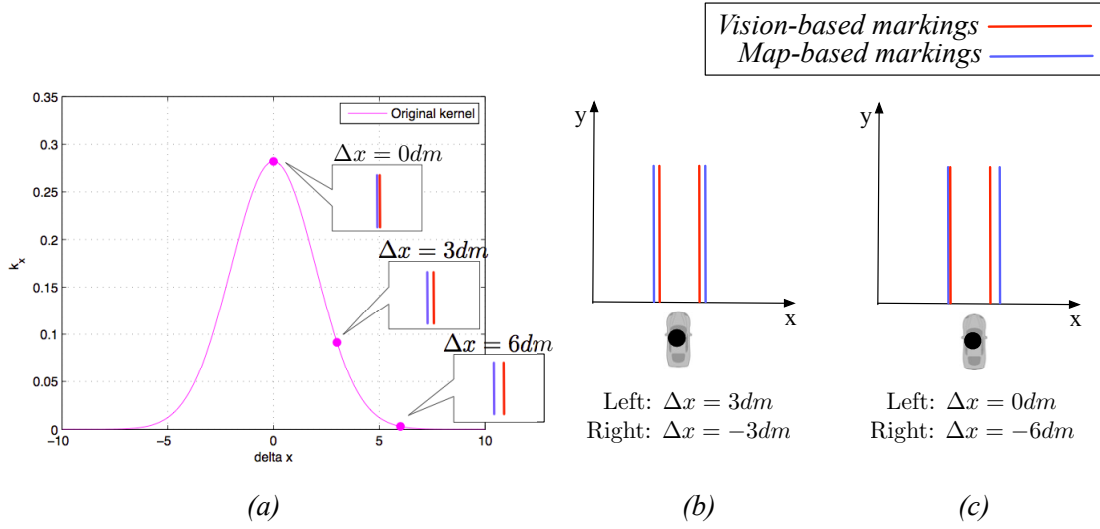 Vision-based markings
Map-based markings
0.35
0.3
0.25
0.2
0.15
0.1
0.05
0
k_x
−10
−5
0
5
10
delta x
Original kernel
Δx = 0dm
Δx = 3dm
Δx = 6dm
(a)
y
x
Left: Δx = 3dm
Right: Δx = −3dm
(b)
y
x
Left: Δx = 0dm
Right: Δx = −6dm
(c)